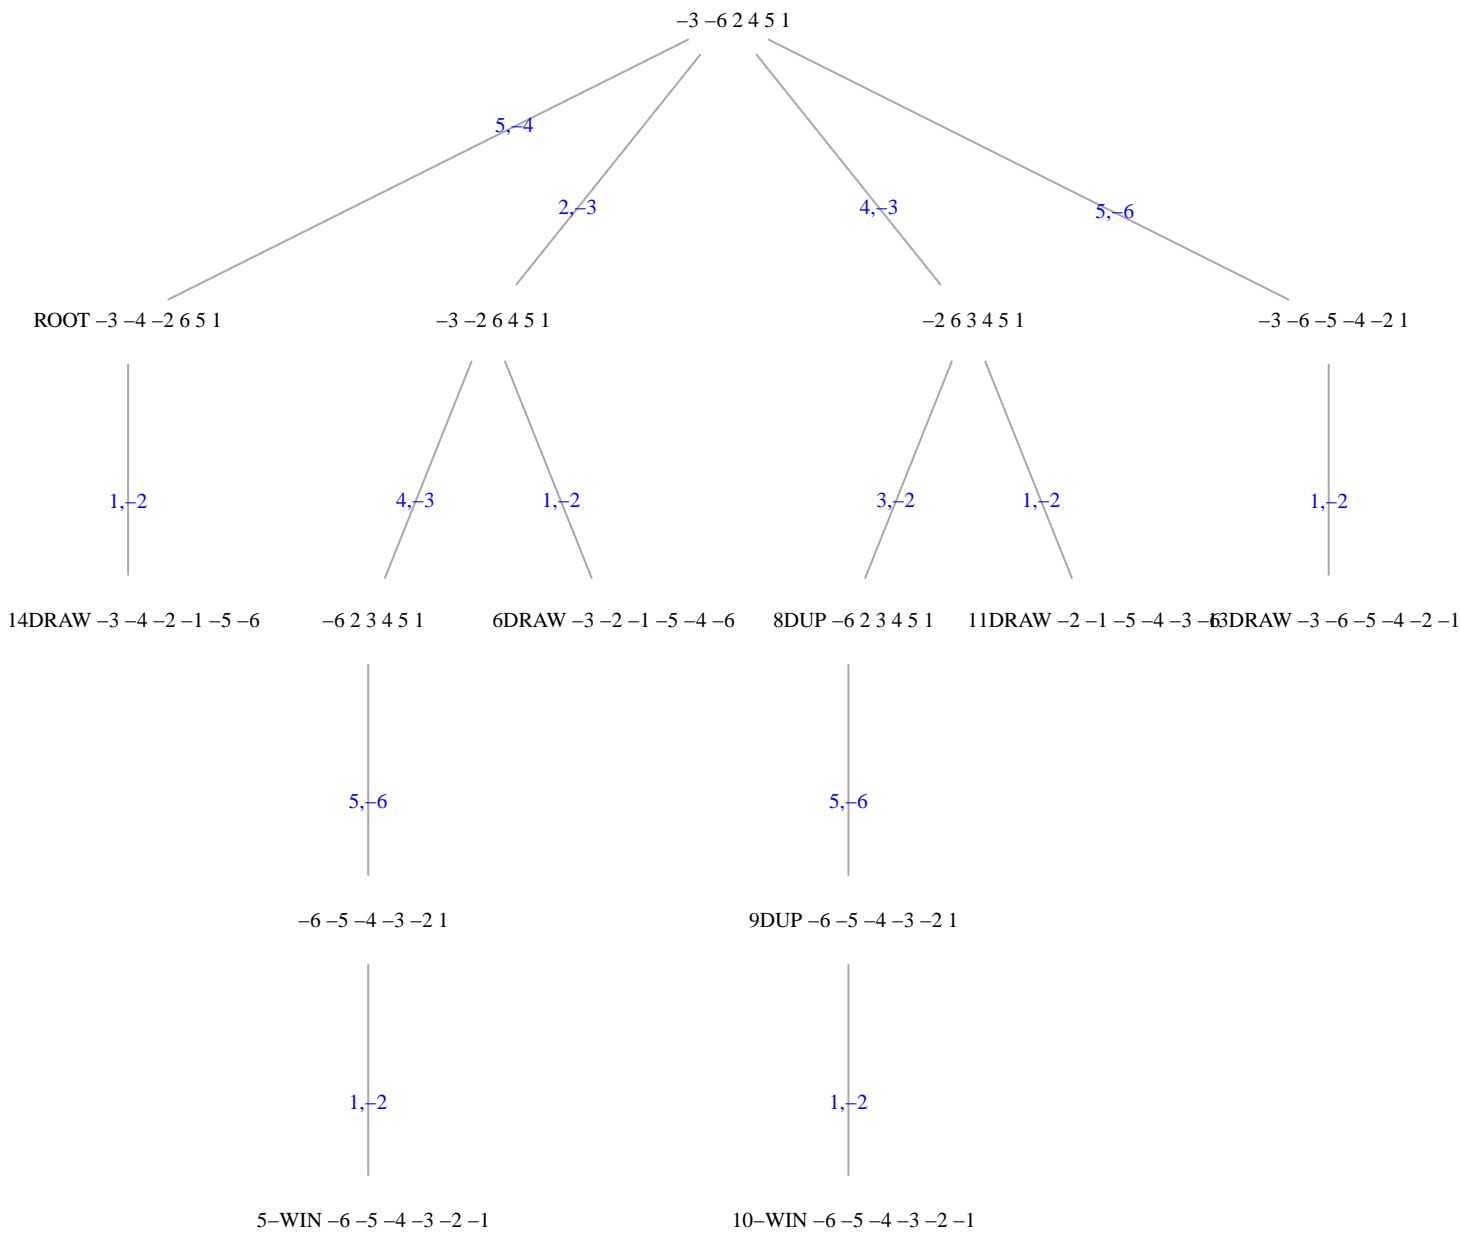 −3 −6 2 4 5 1
5,−4
2,−3
4,−3
5,−6
ROOT −3 −4 −2 6 5 1
−3 −2 6 4 5 1
−2 6 3 4 5 1
−3 −6 −5 −4 −2 1
1,−2
4,−3
1,−2
3,−2
1,−2
1,−2
14DRAW −3 −4 −2 −1 −5 −6
−6 2 3 4 5 1
6DRAW −3 −2 −1 −5 −4 −6
8DUP −6 2 3 4 5 1
11DRAW −2 −1 −5 −4 −3 −6
13DRAW −3 −6 −5 −4 −2 −1
5,−6
5,−6
−6 −5 −4 −3 −2 1
9DUP −6 −5 −4 −3 −2 1
1,−2
1,−2
5−WIN −6 −5 −4 −3 −2 −1
10−WIN −6 −5 −4 −3 −2 −1